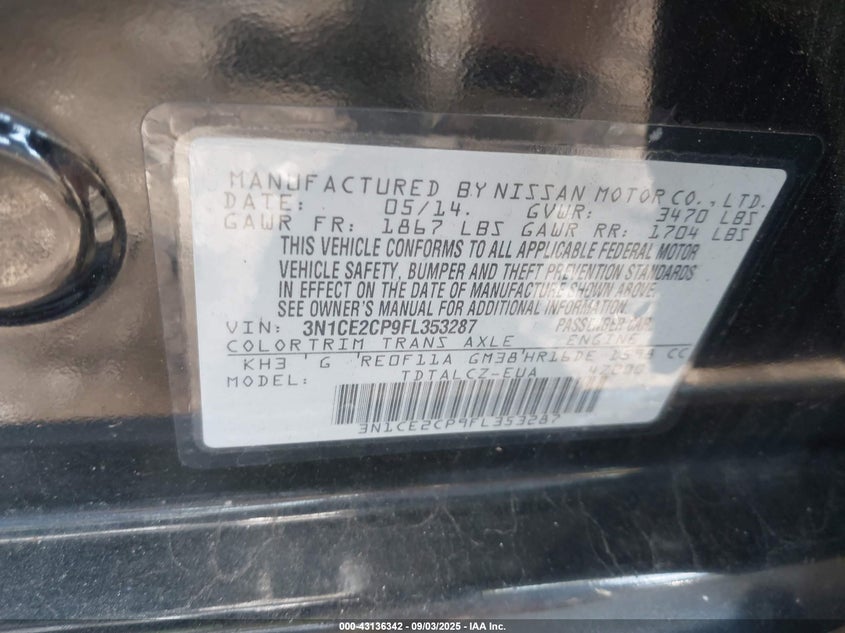 MANUFACTURED BY NISSAN MOTOR CO., LTD.
DATE: 05/14. GVWR: 3470 LBS
GAWR FR: 1867 LBS GAWR RR: 1704 LBS
THIS VEHICLE CONFORMS TO ALL APPLICABLE FEDERAL MOTOR
VEHICLE SAFETY, BUMPER AND THEFT PREVENTION STANDARDS
IN EFFECT ON THE DATE OF MANUFACTURE SHOWN ABOVE.
SEE OWNER'S MANUAL FOR ADDITIONAL INFORMATION
VIN: 3N1CE2CP9FL353287 PASSENGER CAR
COLOR TRIM TRANS AXLE ENGINE
KH3 'G 'RE0F11A GM38'HR16DE 1598 CC
MODEL: TDTALCZ-EUA
3N1CE2CP9FL353287
000-43136342 - 09/03/2025 - IAA Inc.